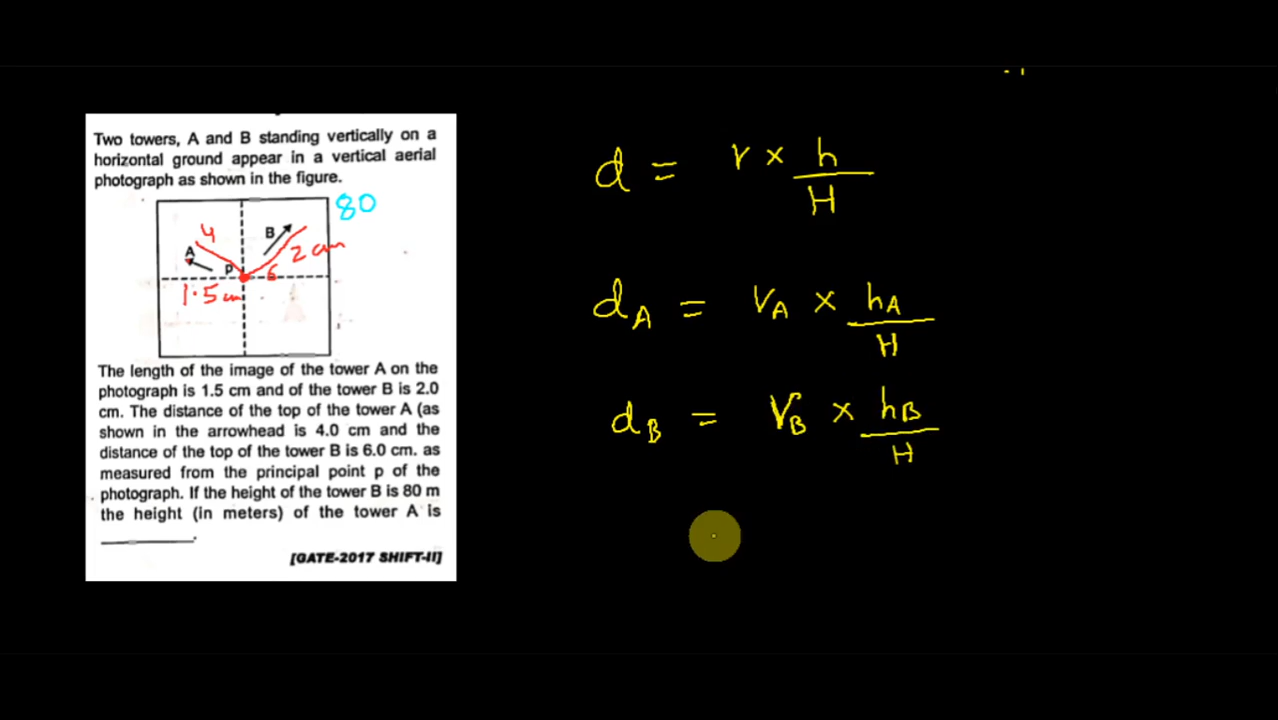 Two towers, A and B standing vertically on a
horizontal ground appear in a vertical aerial
photograph as shown in the figure.
80
B
4
A
2 cm
P
6
1.5 cm
The length of the image of the tower A on the
photograph is 1.5 cm and of the tower B is 2.0
cm. The distance of the top of the tower A (as
shown in the arrowhead is 4.0 cm and the
distance of the top of the tower B is 6.0 cm. as
measured from the principal point p of the
photograph. If the height of the tower B is 80 m
the height (in meters) of the tower A is
________.
[GATE-2017 SHIFT-II]
d = r × h/H
dA = rA × hA/H
dB = rB × hB/H